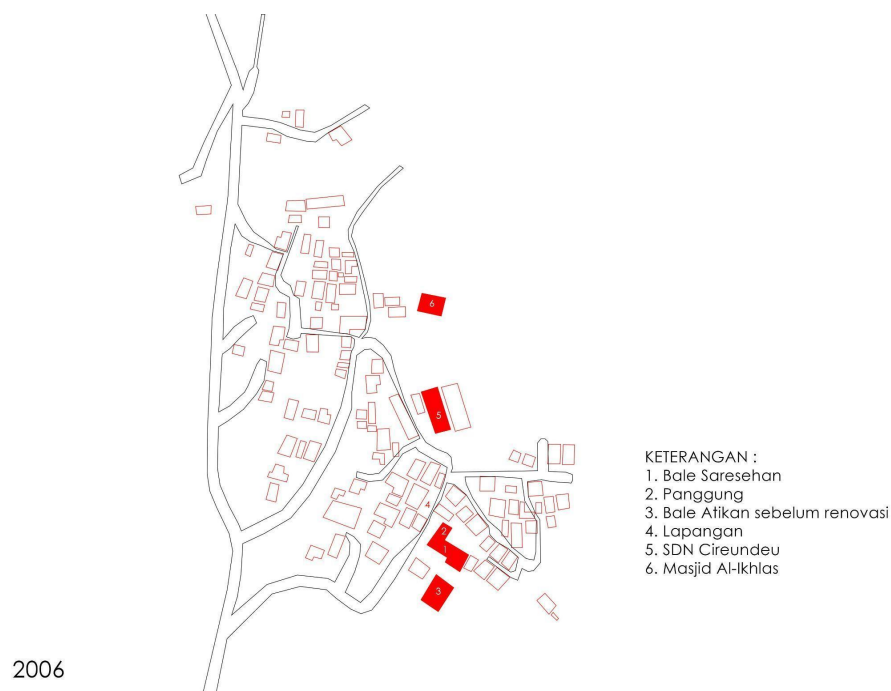 6
5
4
2
1
3
KETERANGAN :
1. Bale Saresehan
2. Panggung
3. Bale Atikan sebelum renovasi
4. Lapangan
5. SDN Cireundeu
6. Masjid Al-Ikhlas
2006